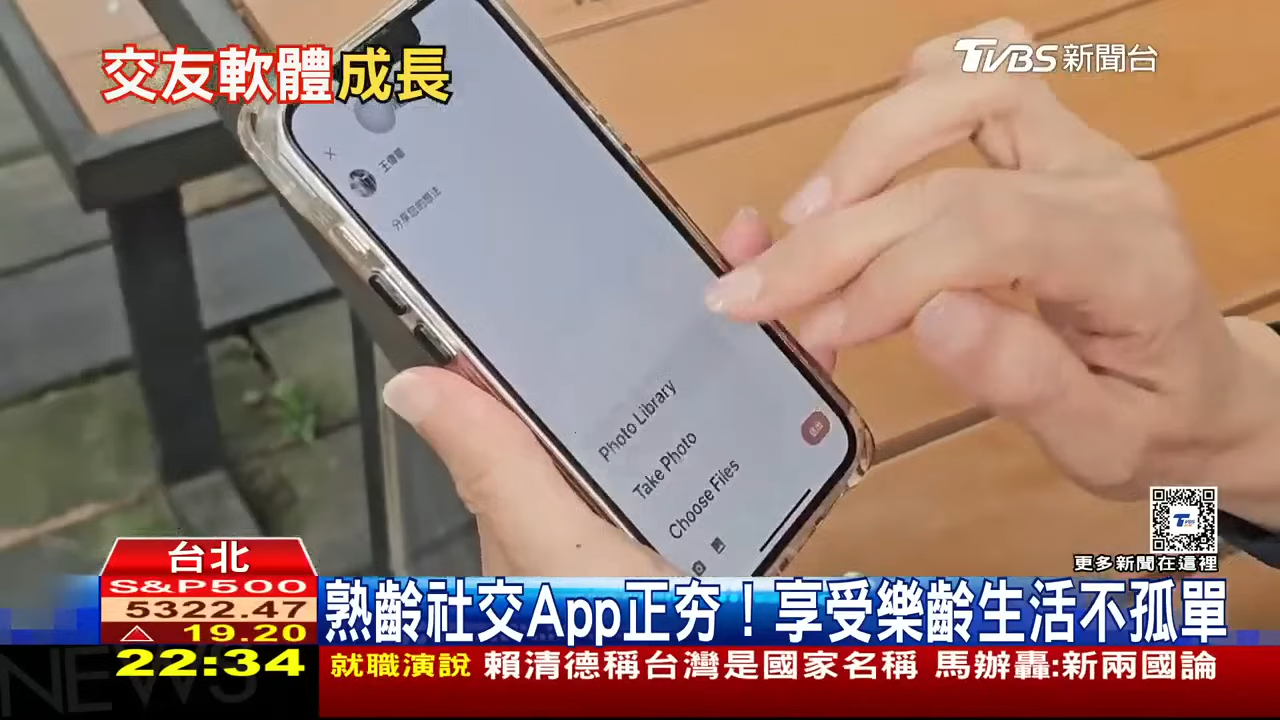 交友軟體成長
TVBS新聞台
×
分享您的想法
Photo Library
Take Photo
Choose Files
TVBS
更多新聞在這裡
台北
S&P500
5322.47
19.20
22:34
熟齡社交App正夯！享受樂齡生活不孤單
就職演說 賴清德稱台灣是國家名稱 馬辦轟:新兩國論
NEWS